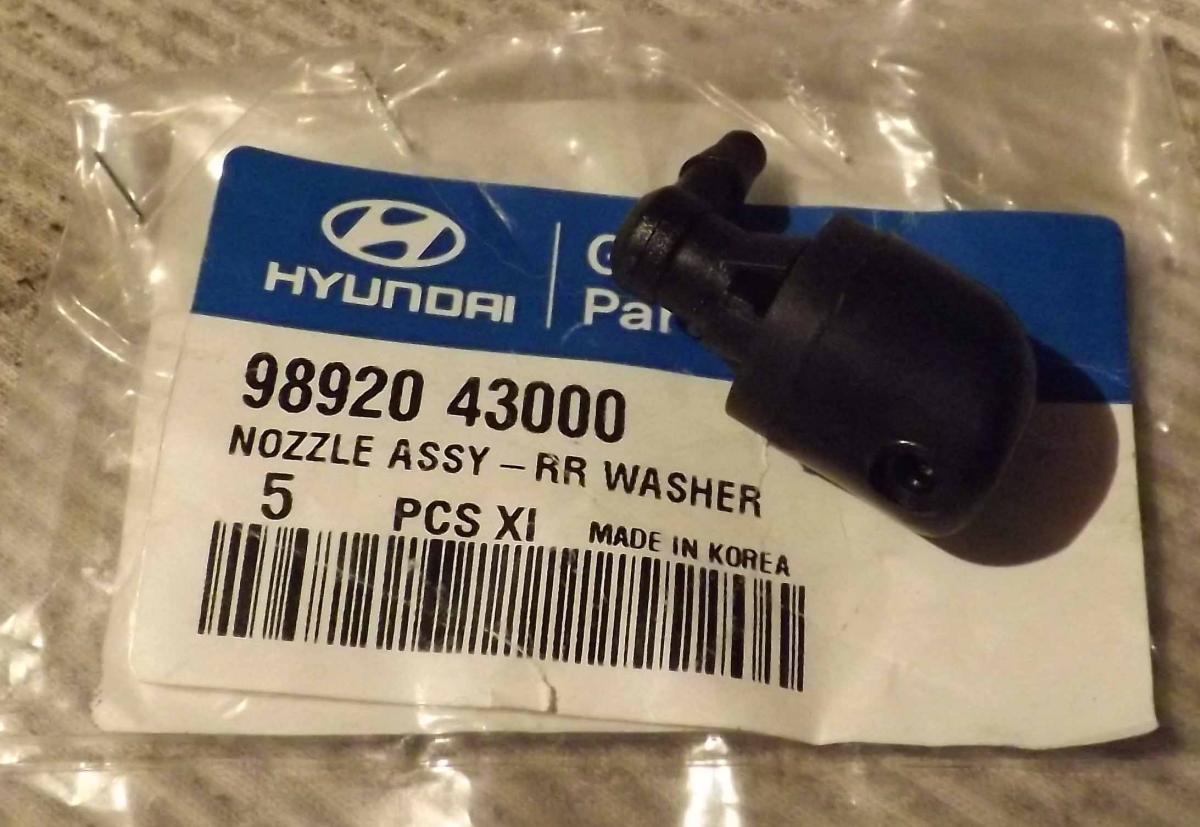 HYUNDAI
98920 43000
NOZZLE ASSY – RR WASHER
5 PCS XI MADE IN KOREA